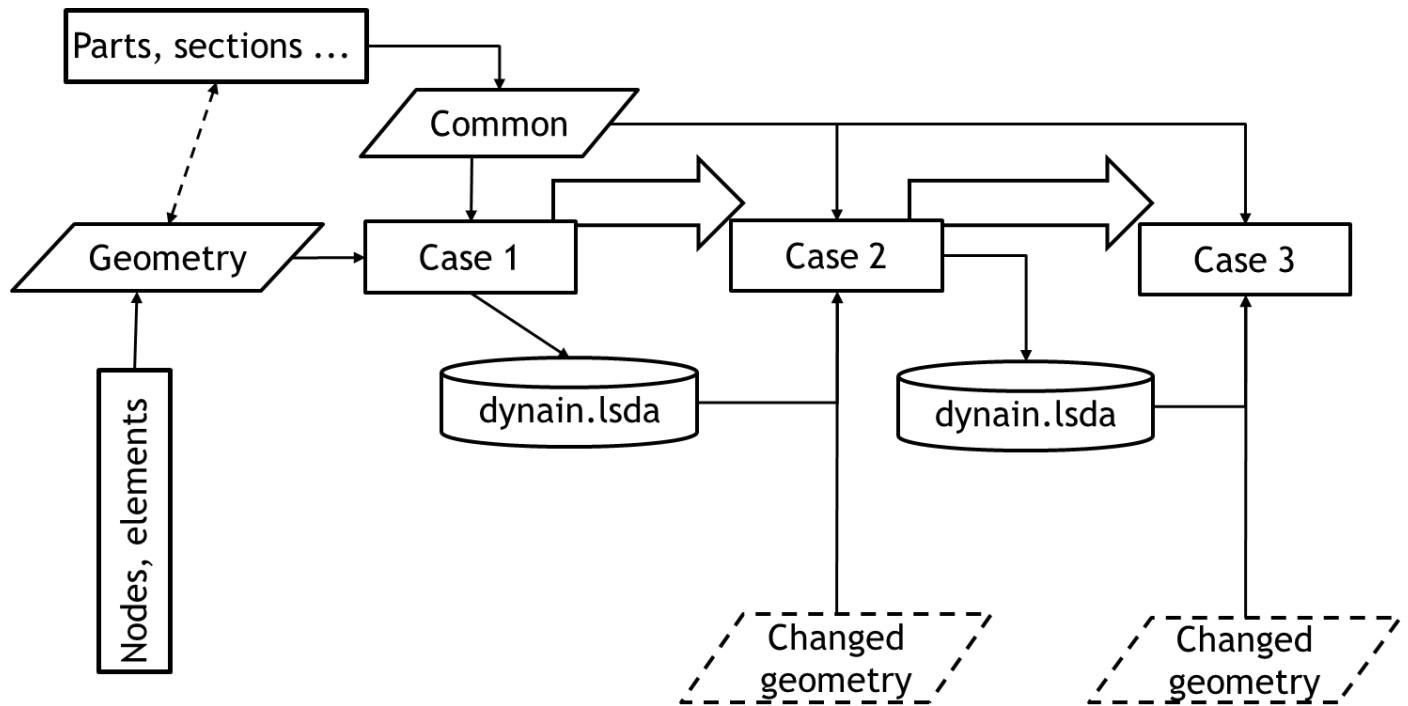 Parts, sections ...
Common
Geometry
Case 1
Case 2
Case 3
dynain.lsda
dynain.lsda
Nodes, elements
Changed
geometry
Changed
geometry